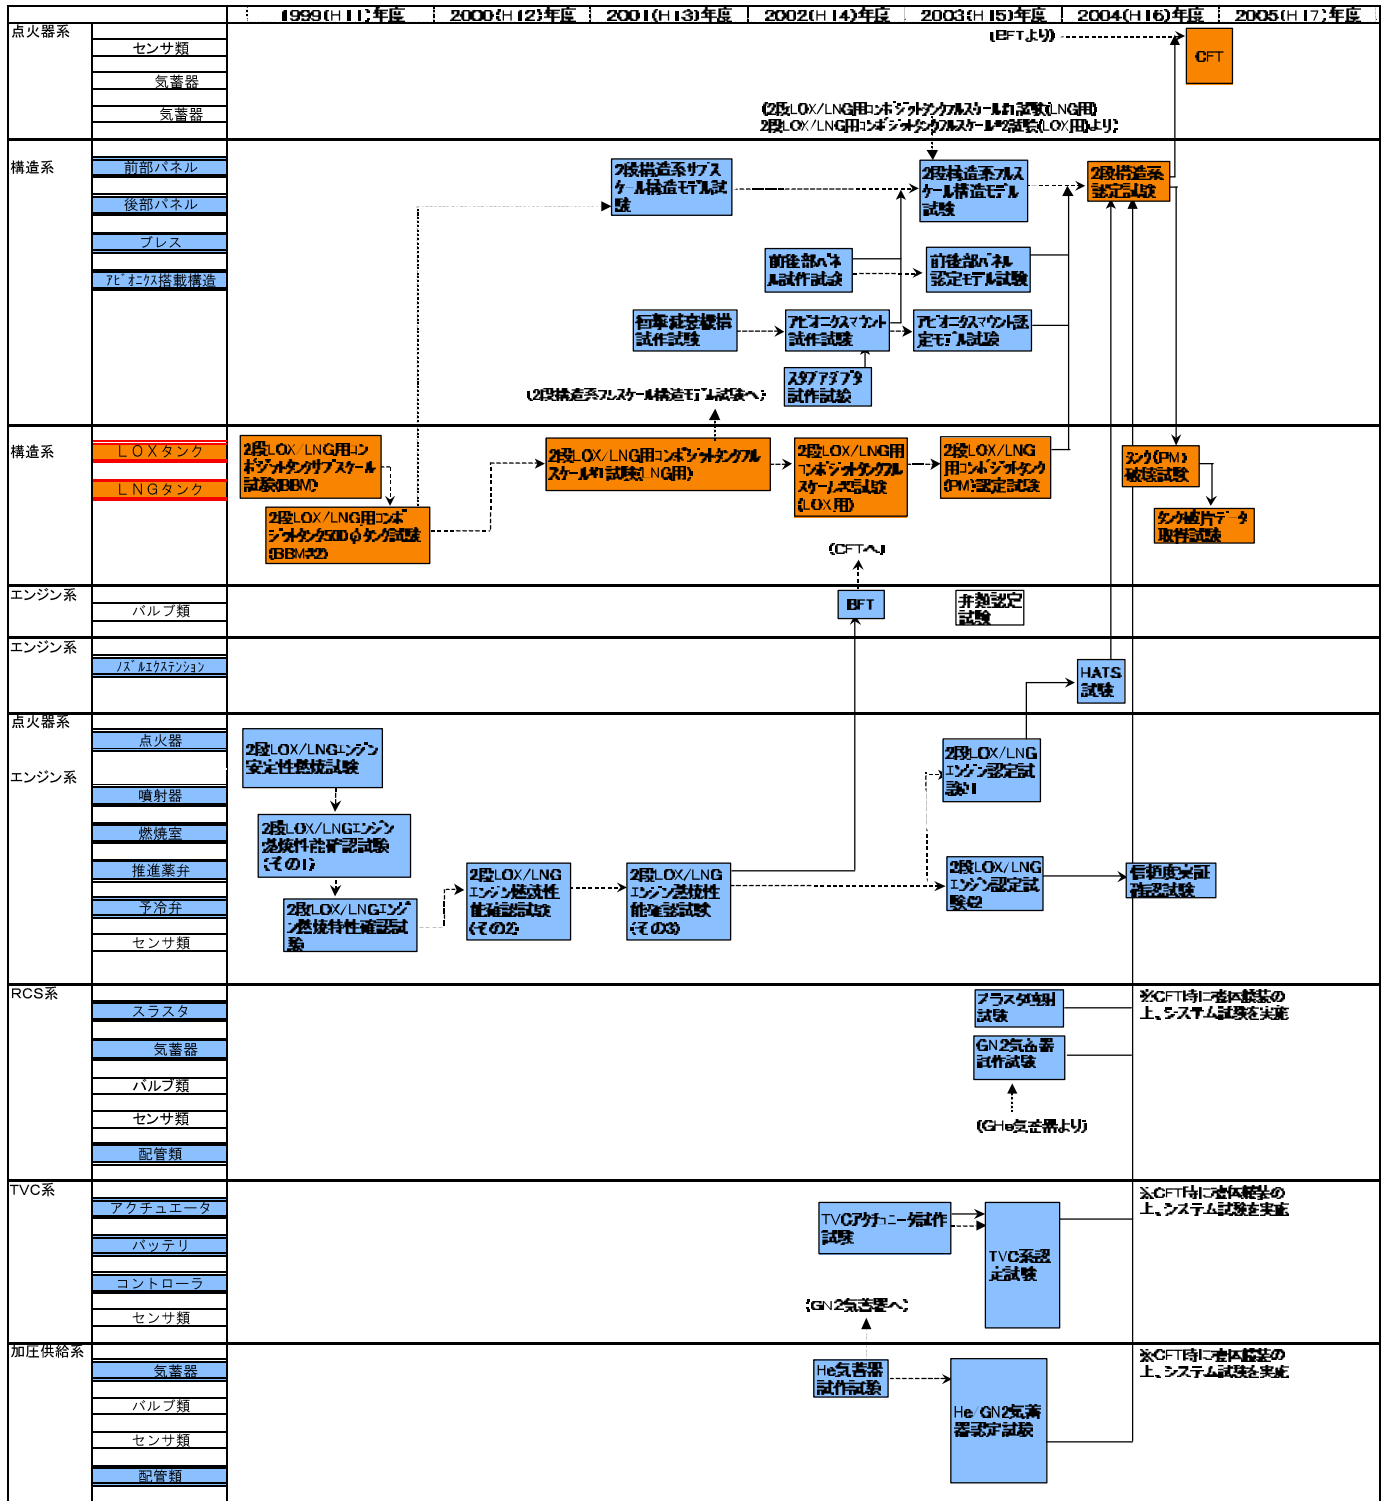 1999(H11)年度
2000(H12)年度
2001(H13)年度
2002(H14)年度
2003(H15)年度
2004(H16)年度
2005(H17)年度
点火器系
センサ類
気蓄器
気蓄器
(BFTより)
CFT
(2段LOX/LNG用コンポジットタンクフルスケール#1試験(LNG用)
2段LOX/LNG用コンポジットタンクフルスケール#2試験(LOX用)より)
構造系
前部パネル
後部パネル
ブレス
アビオニクス搭載構造
2段構造系サブス
ケール構造モデル試
験
2段構造系フルス
ケール構造モデル
試験
2段構造系
認定試験
前後部パネ
ル試作試験
前後部パネル
認定モデル試験
衝撃減衰機構
試作試験
アビオニクスマウント
試作試験
アビオニクスマウント認
定モデル試験
スタブアダプタ
試作試験
(2段構造系フルスケール構造モデル試験へ)
構造系
LOXタンク
LNGタンク
2段LOX/LNG用コン
ポジットタンクサブスケール
試験(BBM)
2段LOX/LNG用コンポ
ジットタンク500φタンク試験
(BBM#2)
2段LOX/LNG用コンポジットタンクフル
スケール#1試験(LNG用)
2段LOX/LNG用
コンポジットタンクフル
スケール#2試験
(LOX用)
2段LOX/LNG
用コンポジットタンク
(PM)認定試験
タンク(PM)
破壊試験
タンク破片データ
取得試験
(CFTへ)
エンジン系
バルブ類
BFT
弁類認定
試験
エンジン系
ノズルエクステンション
HATS
試験
点火器系
点火器
エンジン系
噴射器
燃焼室
推進薬弁
予冷弁
センサ類
2段LOX/LNGエンジン
安定性燃焼試験
2段LOX/LNGエンジン
燃焼性能確認試験
(その1)
2段LOX/LNGエンジ
ン燃焼特性確認試
験
2段LOX/LNG
エンジン燃焼性
能確認試験
(その2)
2段LOX/LNG
エンジン燃焼性
能確認試験
(その3)
2段LOX/LNG
エンジン認定試
験#1
2段LOX/LNG
エンジン認定試
験#2
信頼度実証
確認試験
RCS系
スラスタ
気蓄器
バルブ類
センサ類
配管類
スラスタ噴射
試験
GN2気蓄器
試作試験
(GHe気蓄器より)
※CFT時に機体艤装の
上、システム試験を実施
TVC系
アクチュエータ
バッテリ
コントローラ
センサ類
TVCアクチュエータ試作
試験
TVC系認
定試験
(GN2気蓄器へ)
※CFT時に機体艤装の
上、システム試験を実施
加圧供給系
気蓄器
バルブ類
センサ類
配管類
He気蓄器
試作試験
He/GN2気蓄
器認定試験
※CFT時に機体艤装の
上、システム試験を実施